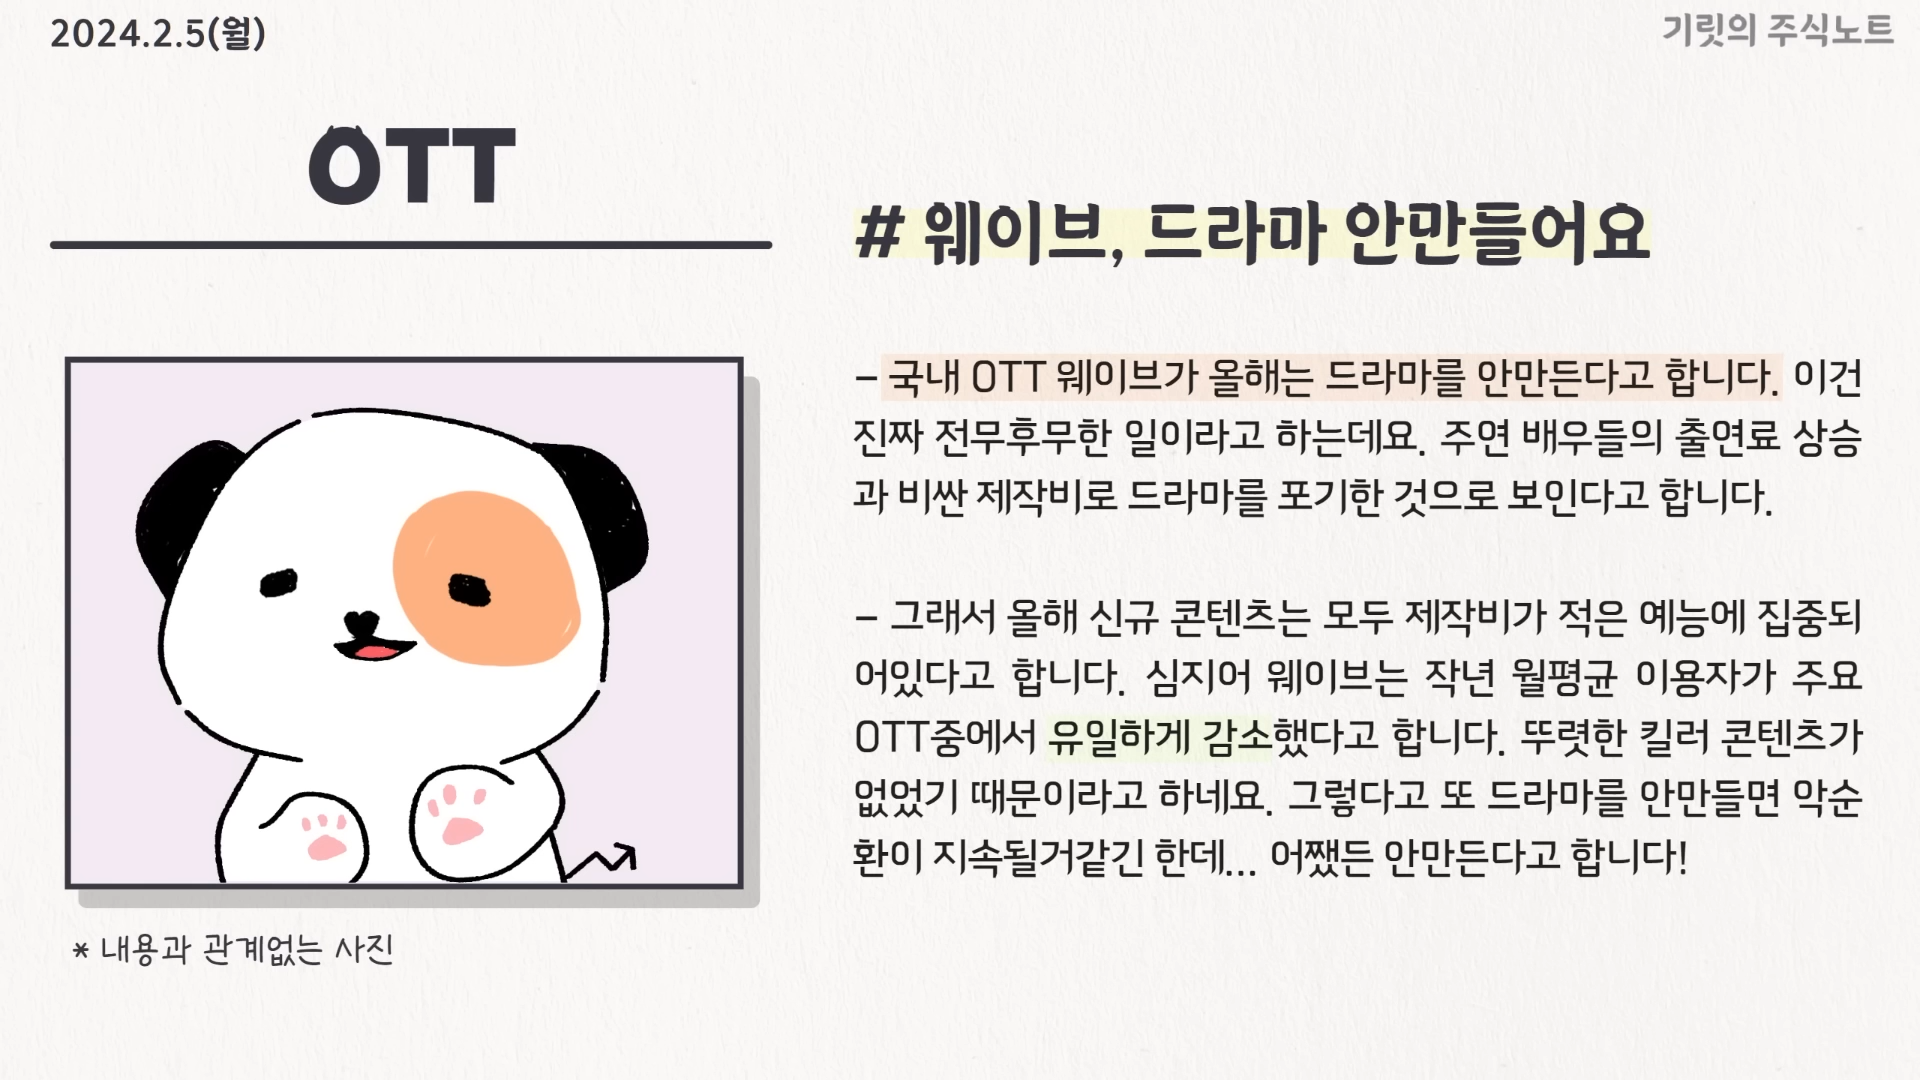 2024.2.5(월)
기릿의 주식노트
OTT
# 웨이브, 드라마 안만들어요
– 국내 OTT 웨이브가 올해는 드라마를 안만든다고 합니다. 이건
진짜 전무후무한 일이라고 하는데요. 주연 배우들의 출연료 상승
과 비싼 제작비로 드라마를 포기한 것으로 보인다고 합니다.
– 그래서 올해 신규 콘텐츠는 모두 제작비가 적은 예능에 집중되
어있다고 합니다. 심지어 웨이브는 작년 월평균 이용자가 주요
OTT중에서 유일하게 감소했다고 합니다. 뚜렷한 킬러 콘텐츠가
없었기 때문이라고 하네요. 그렇다고 또 드라마를 안만들면 악순
환이 지속될거같긴 한데... 어쨌든 안만든다고 합니다!
* 내용과 관계없는 사진